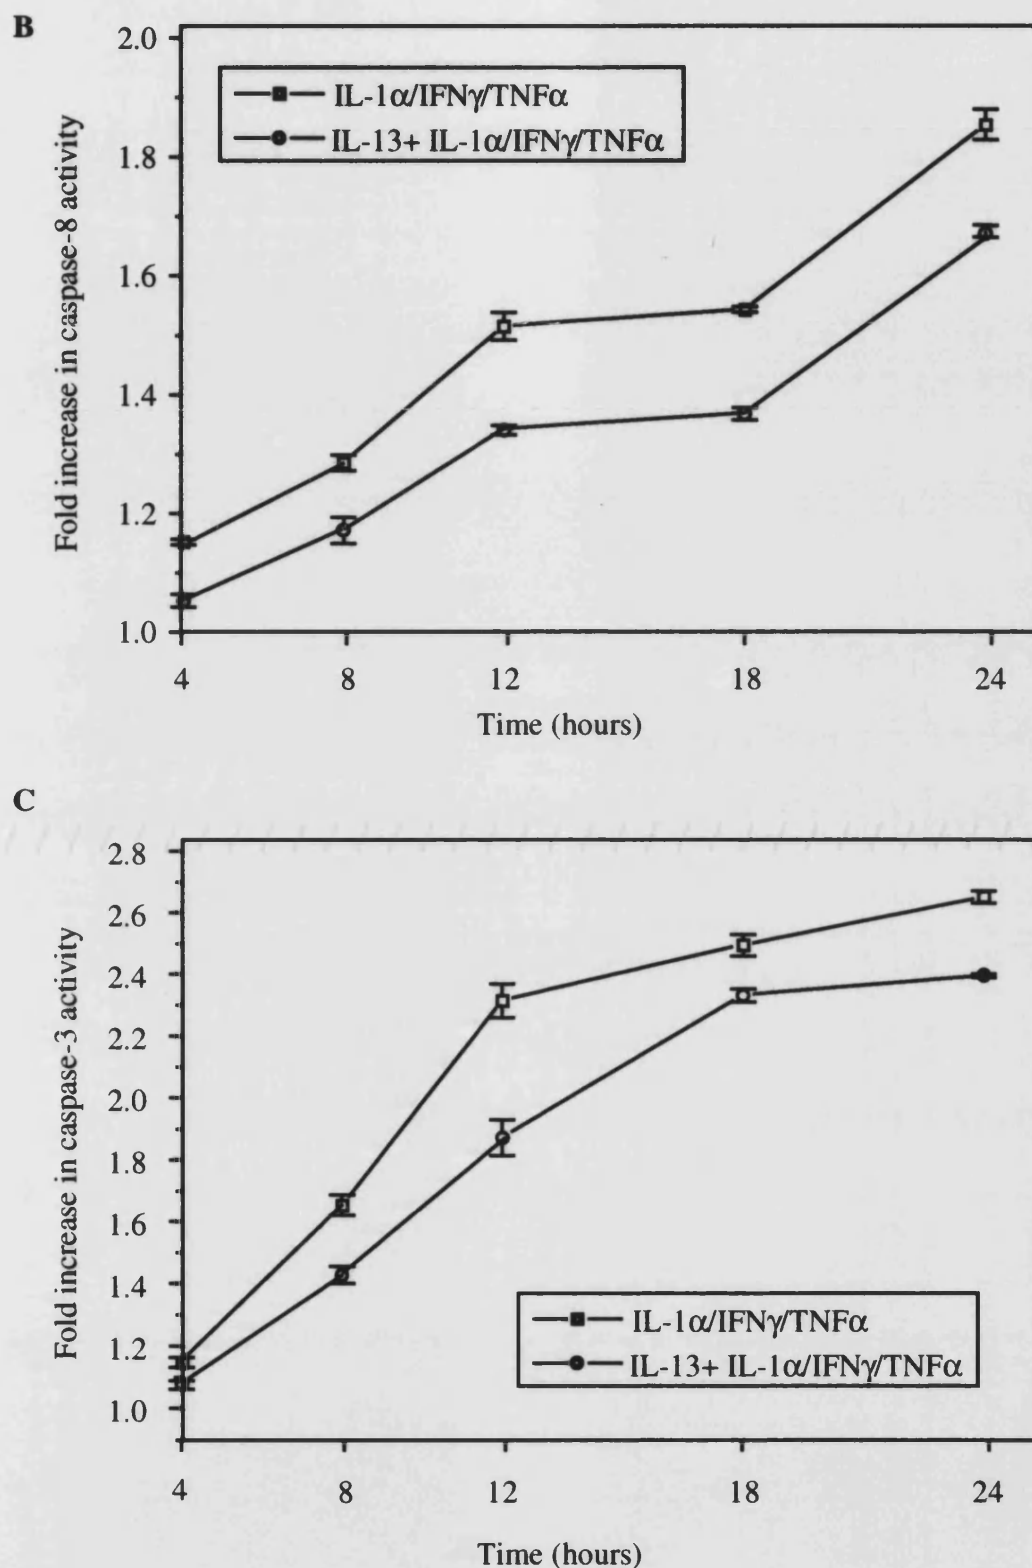 B
2.0
IL-1α/IFNγ/TNFα
IL-13+ IL-1α/IFNγ/TNFα
1.8
1.6
1.4
1.2
1.0
Fold increase in caspase-8 activity
4 8 12 18 24
Time (hours)
C
2.8
2.6
2.4
2.2
2.0
1.8
1.6
1.4
1.2
1.0
Fold increase in caspase-3 activity
IL-1α/IFNγ/TNFα
IL-13+ IL-1α/IFNγ/TNFα
4 8 12 18 24
Time (hours)